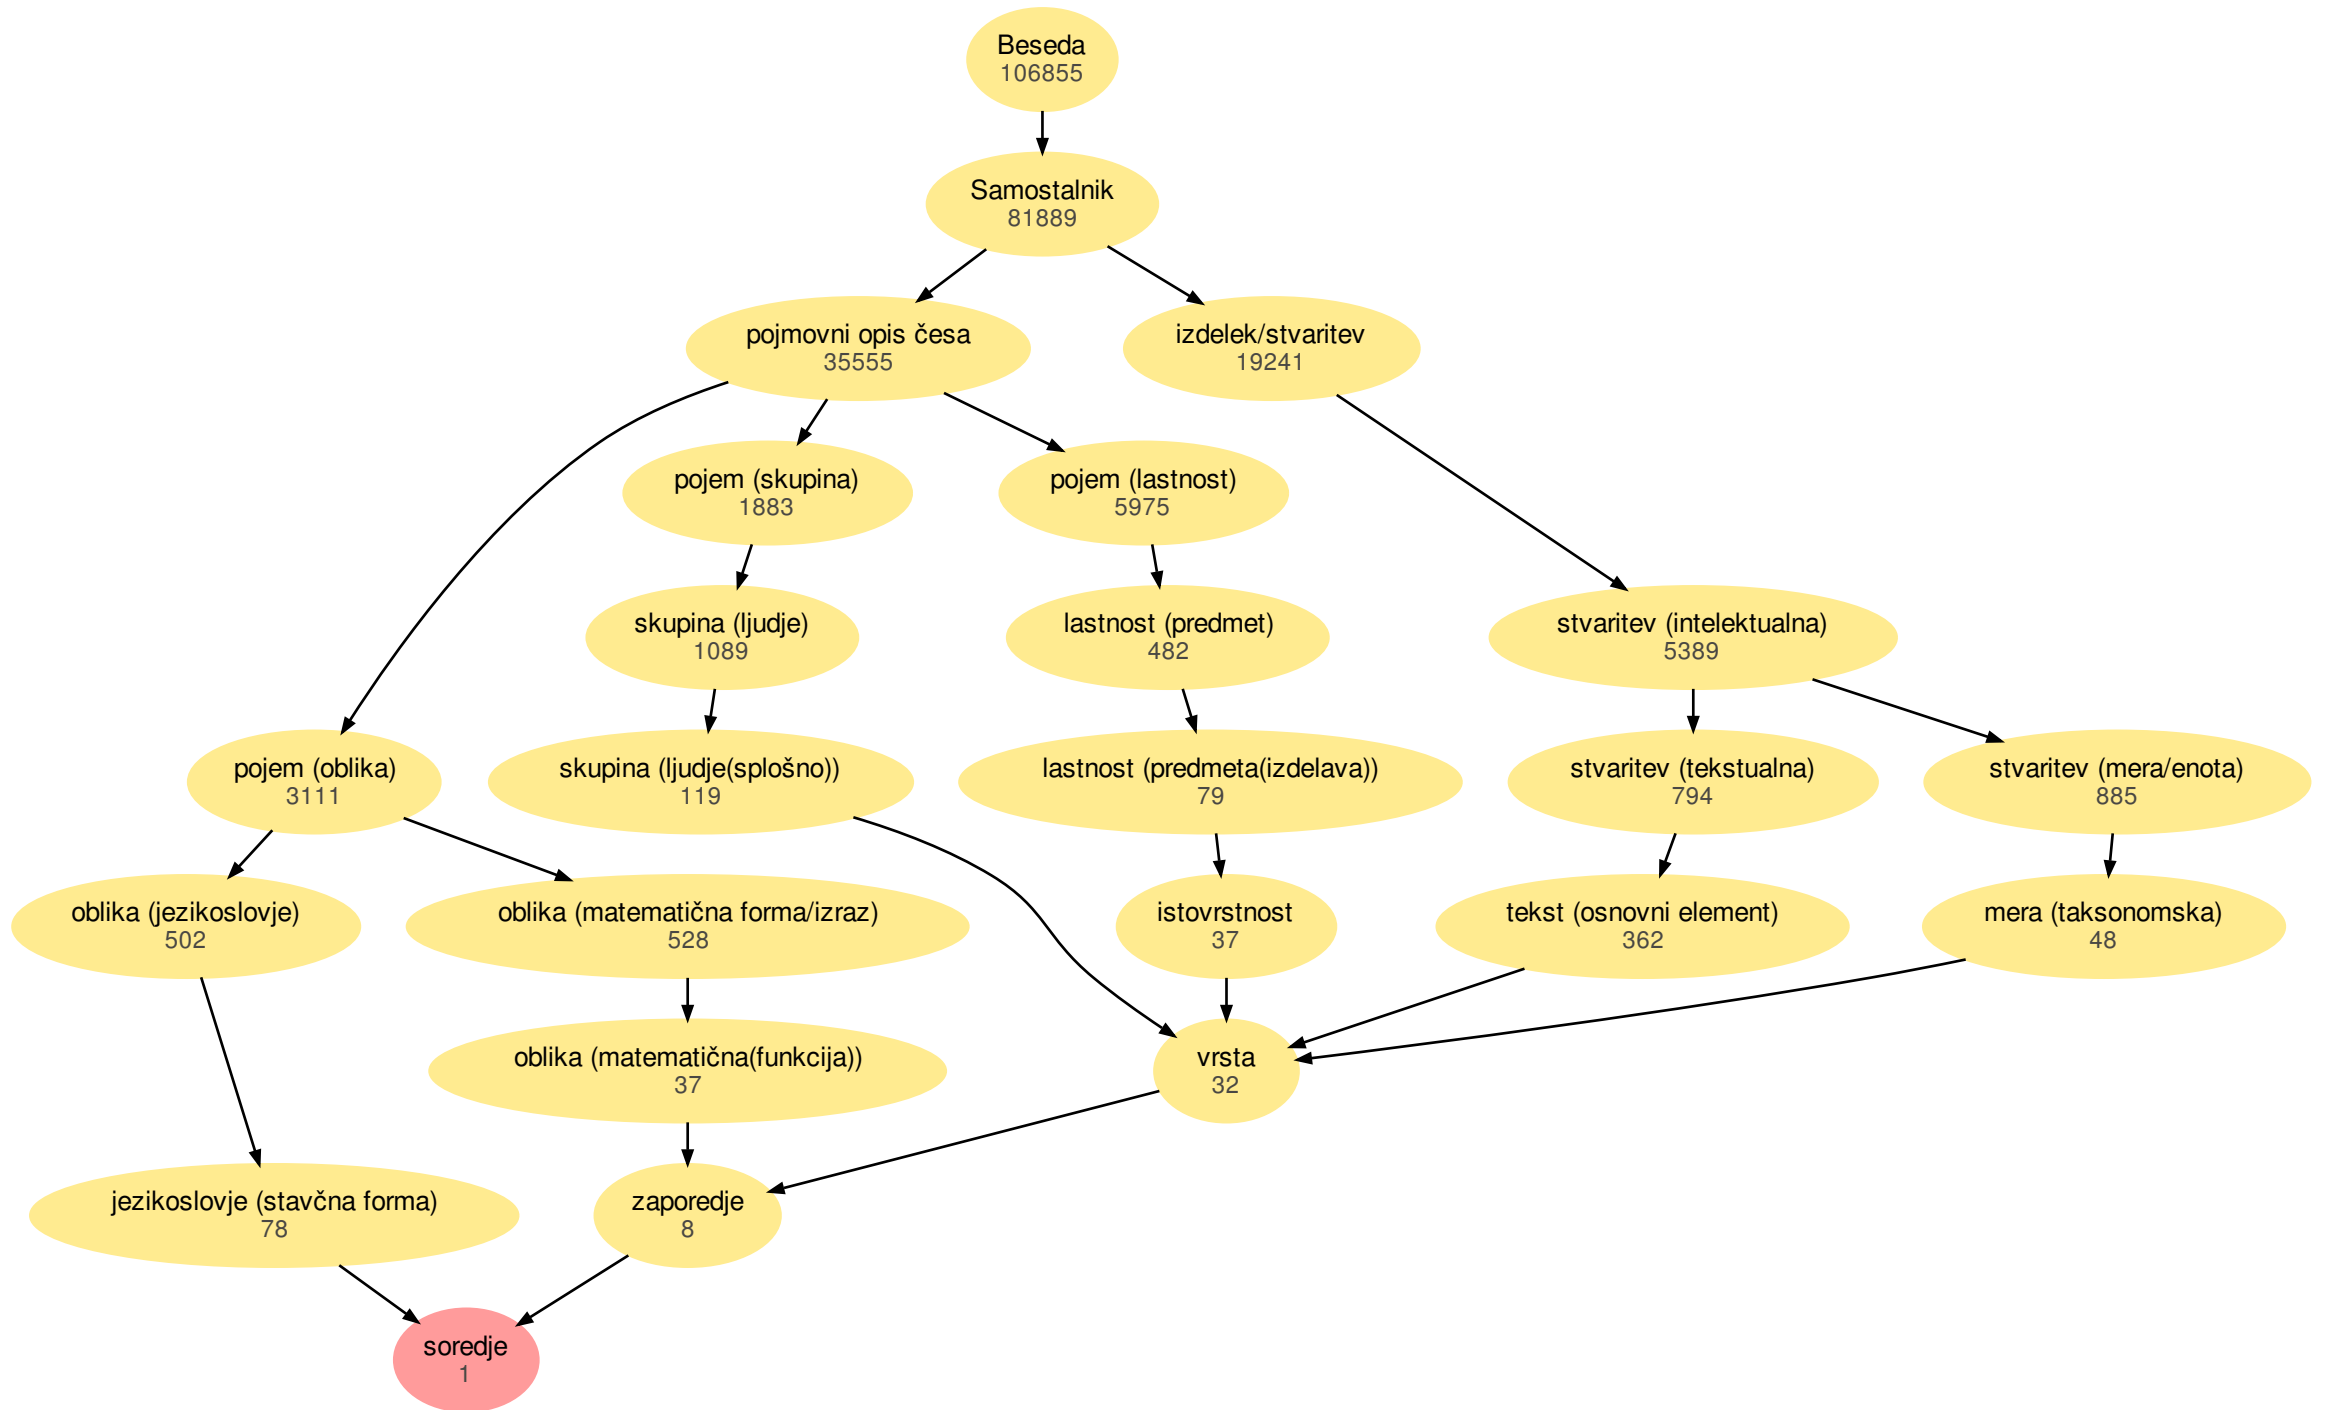 Beseda
106855
Samostalnik
81889
pojmovni opis česa
35555
izdelek/stvaritev
19241
pojem (skupina)
1883
pojem (lastnost)
5975
skupina (ljudje)
1089
lastnost (predmet)
482
stvaritev (intelektualna)
5389
pojem (oblika)
3111
skupina (ljudje(splošno))
119
lastnost (predmeta(izdelava))
79
stvaritev (tekstualna)
794
stvaritev (mera/enota)
885
oblika (jezikoslovje)
502
oblika (matematična forma/izraz)
528
istovrstnost
37
tekst (osnovni element)
362
mera (taksonomska)
48
oblika (matematična(funkcija))
37
vrsta
32
jezikoslovje (stavčna forma)
78
zaporedje
8
soredje
1